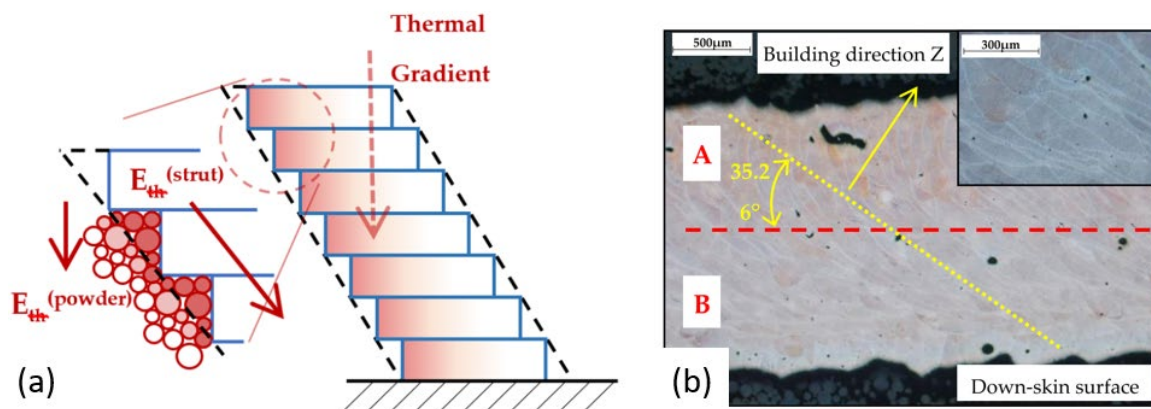 Thermal
Gradient
E_th (strut)
E_th (powder)
(a)
500µm
Building direction Z
300µm
A
35.2
6°
B
Down-skin surface
(b)